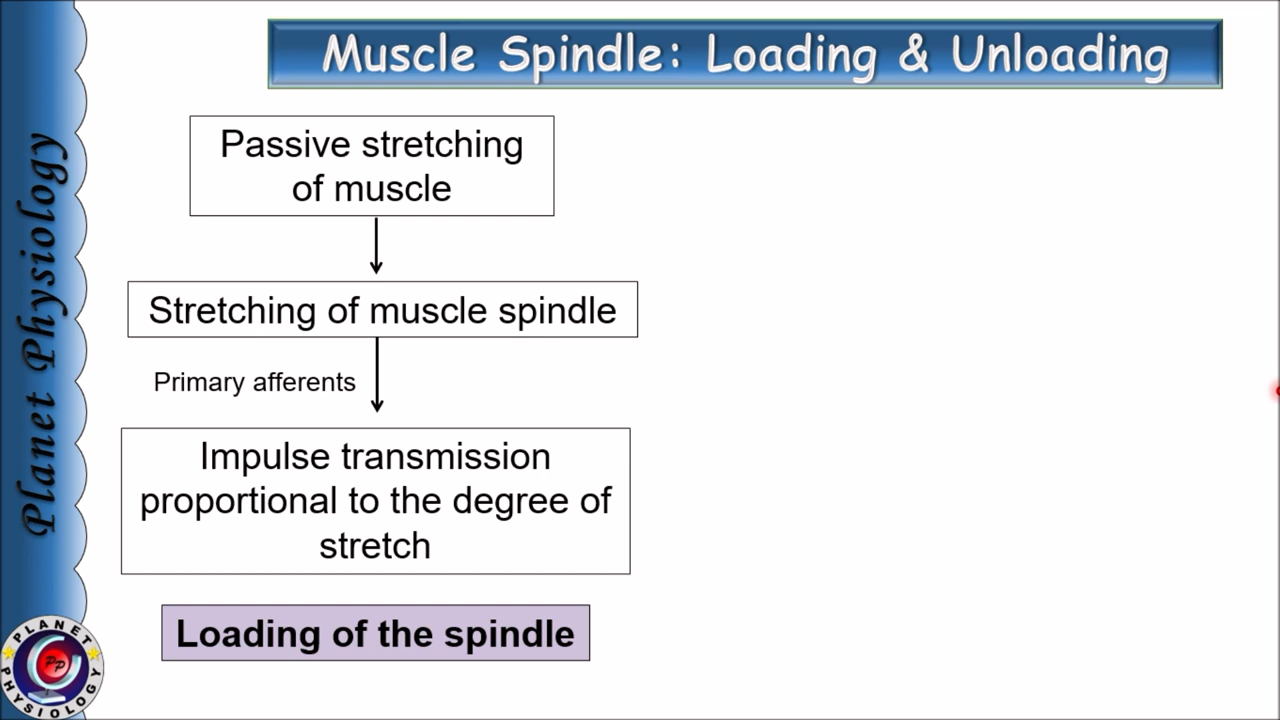 Muscle Spindle: Loading & Unloading
Passive stretching
of muscle
Stretching of muscle spindle
Primary afferents
Impulse transmission
proportional to the degree of
stretch
Loading of the spindle
Planet Physiology
PLANET
PP
PHYSIOLOGY